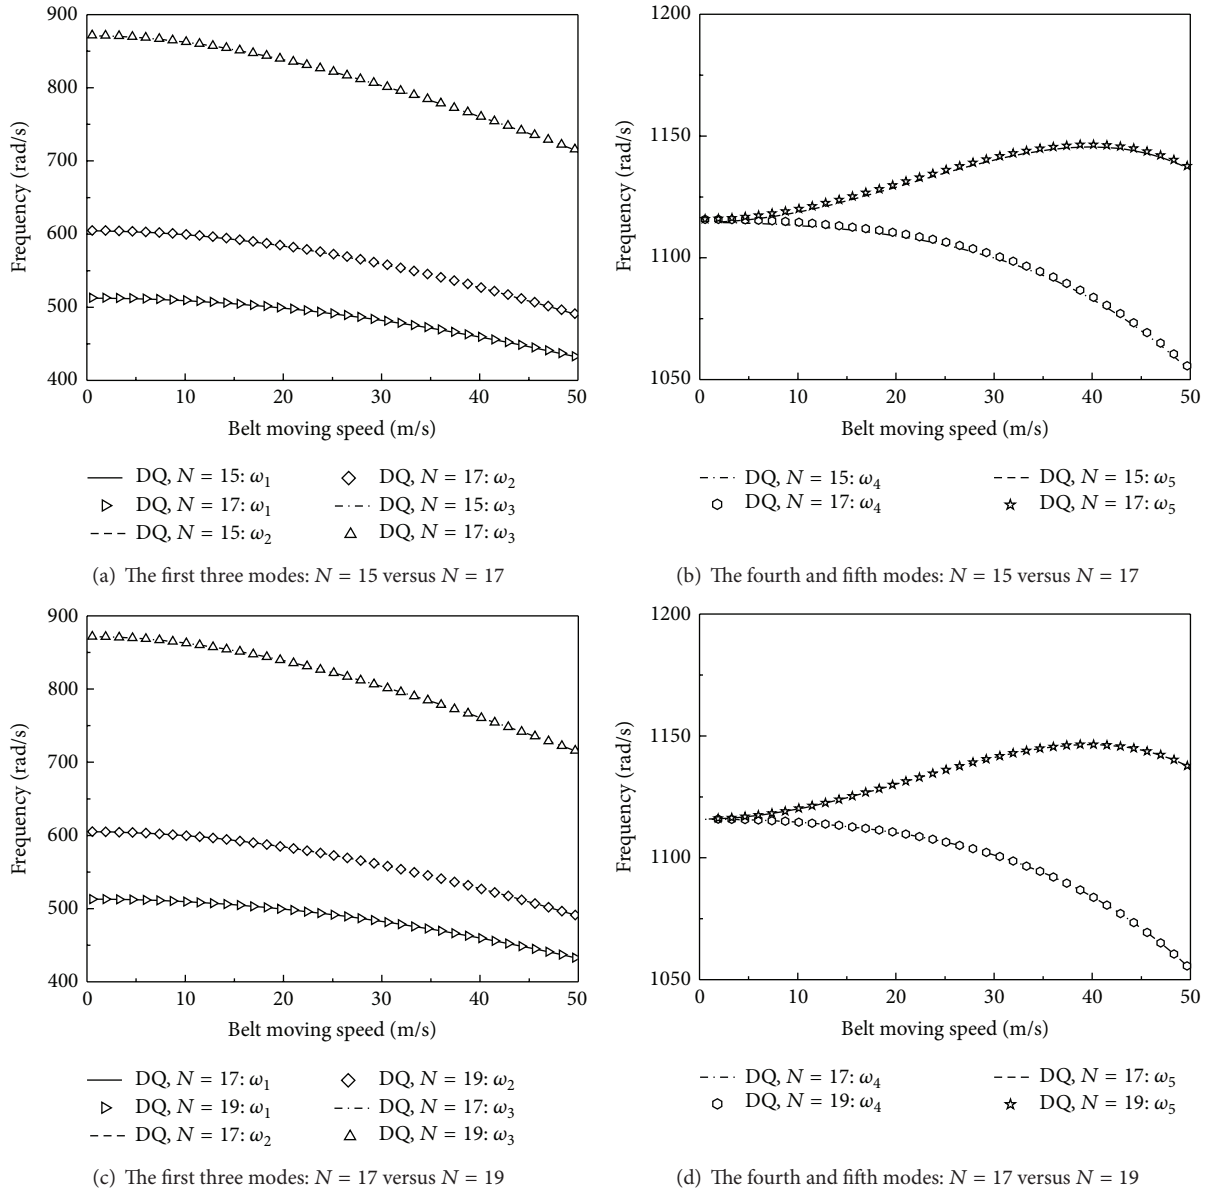 900
800
700
600
500
400
Frequency (rad/s)
0 10 20 30 40 50
Belt moving speed (m/s)
DQ, N = 15: ω1
DQ, N = 17: ω1
DQ, N = 15: ω2
DQ, N = 17: ω2
DQ, N = 15: ω3
DQ, N = 17: ω3
(a) The first three modes: N = 15 versus N = 17
1200
1150
1100
1050
Frequency (rad/s)
0 10 20 30 40 50
Belt moving speed (m/s)
DQ, N = 15: ω4
DQ, N = 17: ω4
DQ, N = 15: ω5
DQ, N = 17: ω5
(b) The fourth and fifth modes: N = 15 versus N = 17
900
800
700
600
500
400
Frequency (rad/s)
0 10 20 30 40 50
Belt moving speed (m/s)
DQ, N = 17: ω1
DQ, N = 19: ω1
DQ, N = 17: ω2
DQ, N = 19: ω2
DQ, N = 17: ω3
DQ, N = 19: ω3
(c) The first three modes: N = 17 versus N = 19
1200
1150
1100
1050
Frequency (rad/s)
0 10 20 30 40 50
Belt moving speed (m/s)
DQ, N = 17: ω4
DQ, N = 19: ω4
DQ, N = 17: ω5
DQ, N = 19: ω5
(d) The fourth and fifth modes: N = 17 versus N = 19